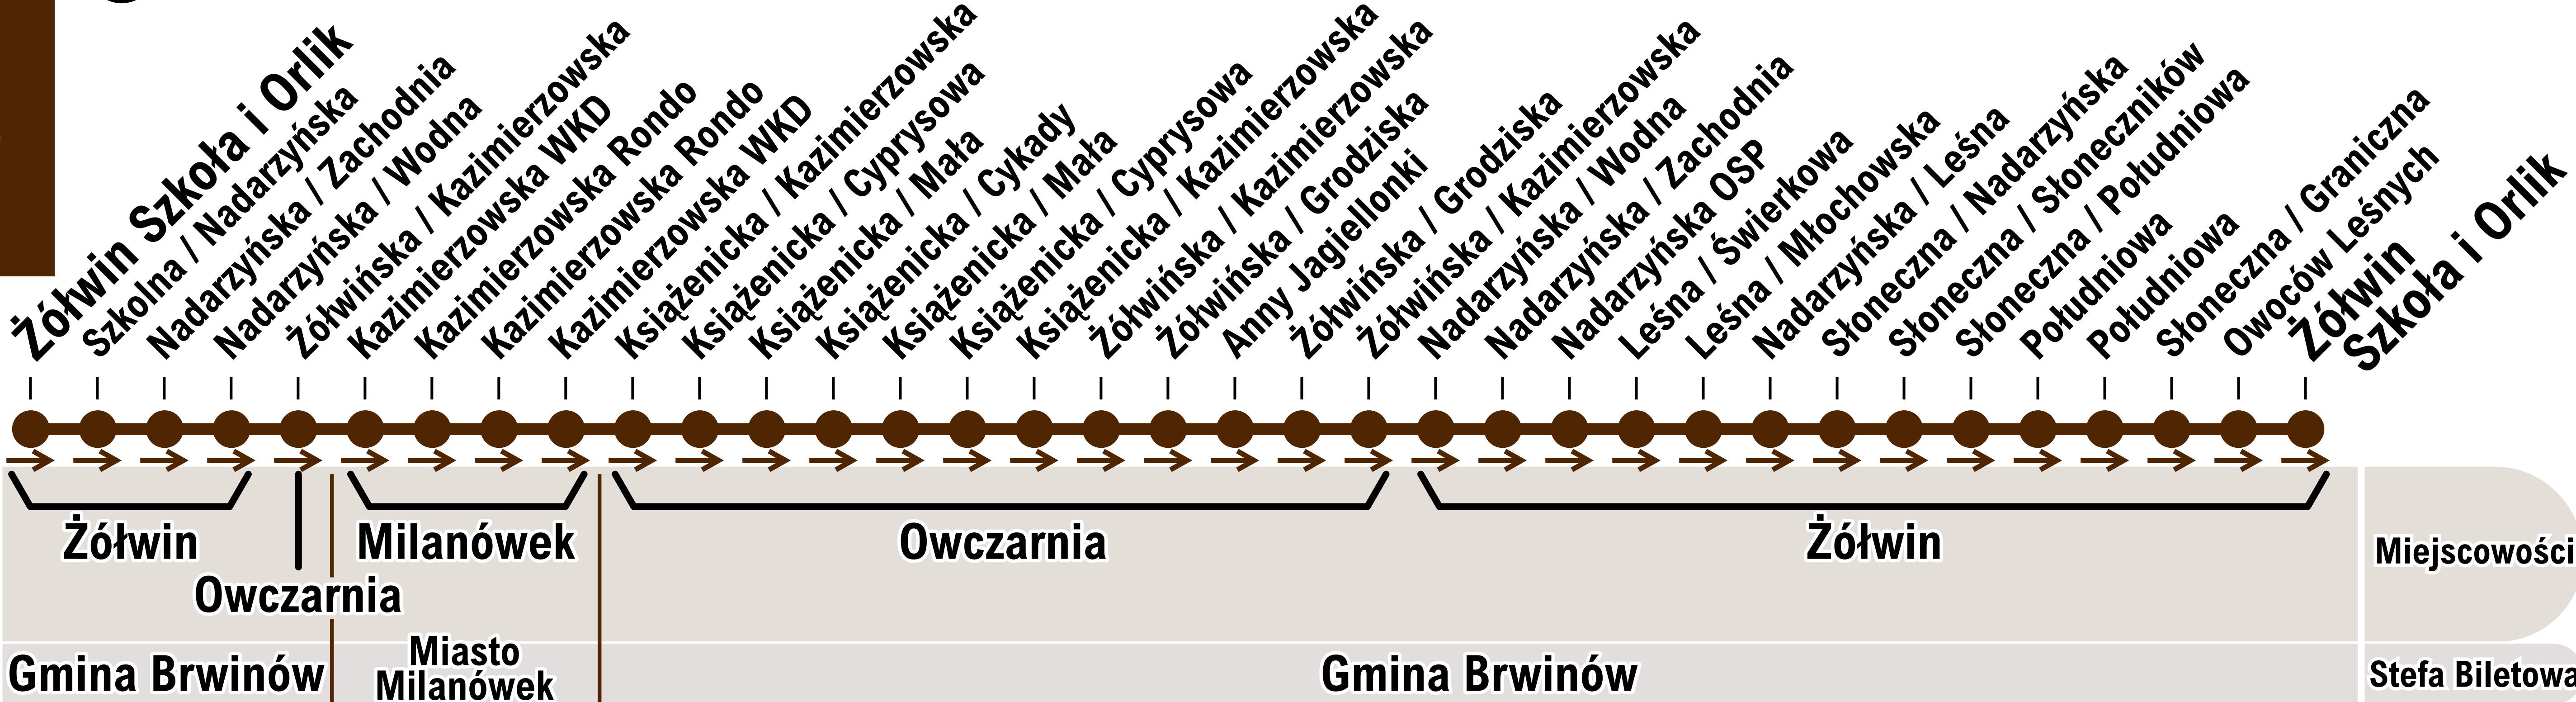 Żółwin Szkoła i Orlik
Szkolna / Nadarzyńska
Nadarzyńska / Zachodnia
Nadarzyńska / Wodna
Żółwińska / Kazimierzowska
Kazimierzowska WKD
Kazimierzowska Rondo
Kazimierzowska Rondo
Kazimierzowska WKD
Książenicka / Kazimierzowska
Książenicka / Cyprysowa
Książenicka / Mała
Książenicka / Cykady
Książenicka / Mała
Książenicka / Cyprysowa
Książenicka / Kazimierzowska
Żółwińska / Kazimierzowska
Żółwińska / Grodziska
Anny Jagiellonki
Żółwińska / Grodziska
Żółwińska / Kazimierzowska
Nadarzyńska / Wodna
Nadarzyńska / Zachodnia
Nadarzyńska OSP
Leśna / Świerkowa
Leśna / Młochowska
Nadarzyńska / Leśna
Słoneczna / Nadarzyńska
Słoneczna / Słoneczników
Słoneczna / Południowa
Południowa
Południowa
Słoneczna / Graniczna
Owoców Leśnych
Żółwin
Szkoła i Orlik
Żółwin
Owczarnia
Milanówek
Owczarnia
Żółwin
Miejscowości
Gmina Brwinów
Miasto
Milanówek
Gmina Brwinów
Stefa Biletowa